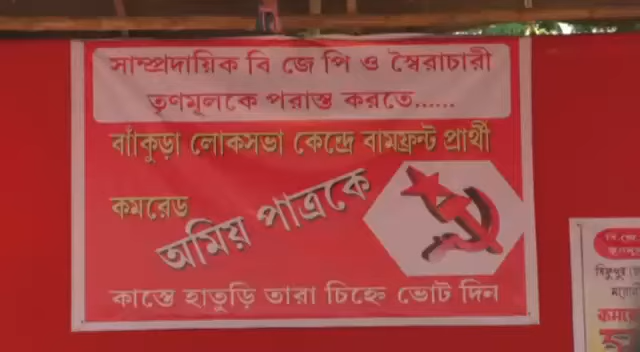 সাম্প্রদায়িক বি জে পি ও স্বৈরাচারী
তৃণমূলকে পরাস্ত করতে......
বাঁকুড়া লোকসভা কেন্দ্রে বামফ্রন্ট প্রার্থী
কমরেড
অমিয় পাত্রকে
কাস্তে হাতুড়ি তারা চিহ্নে ভোট দিন
বি.জে